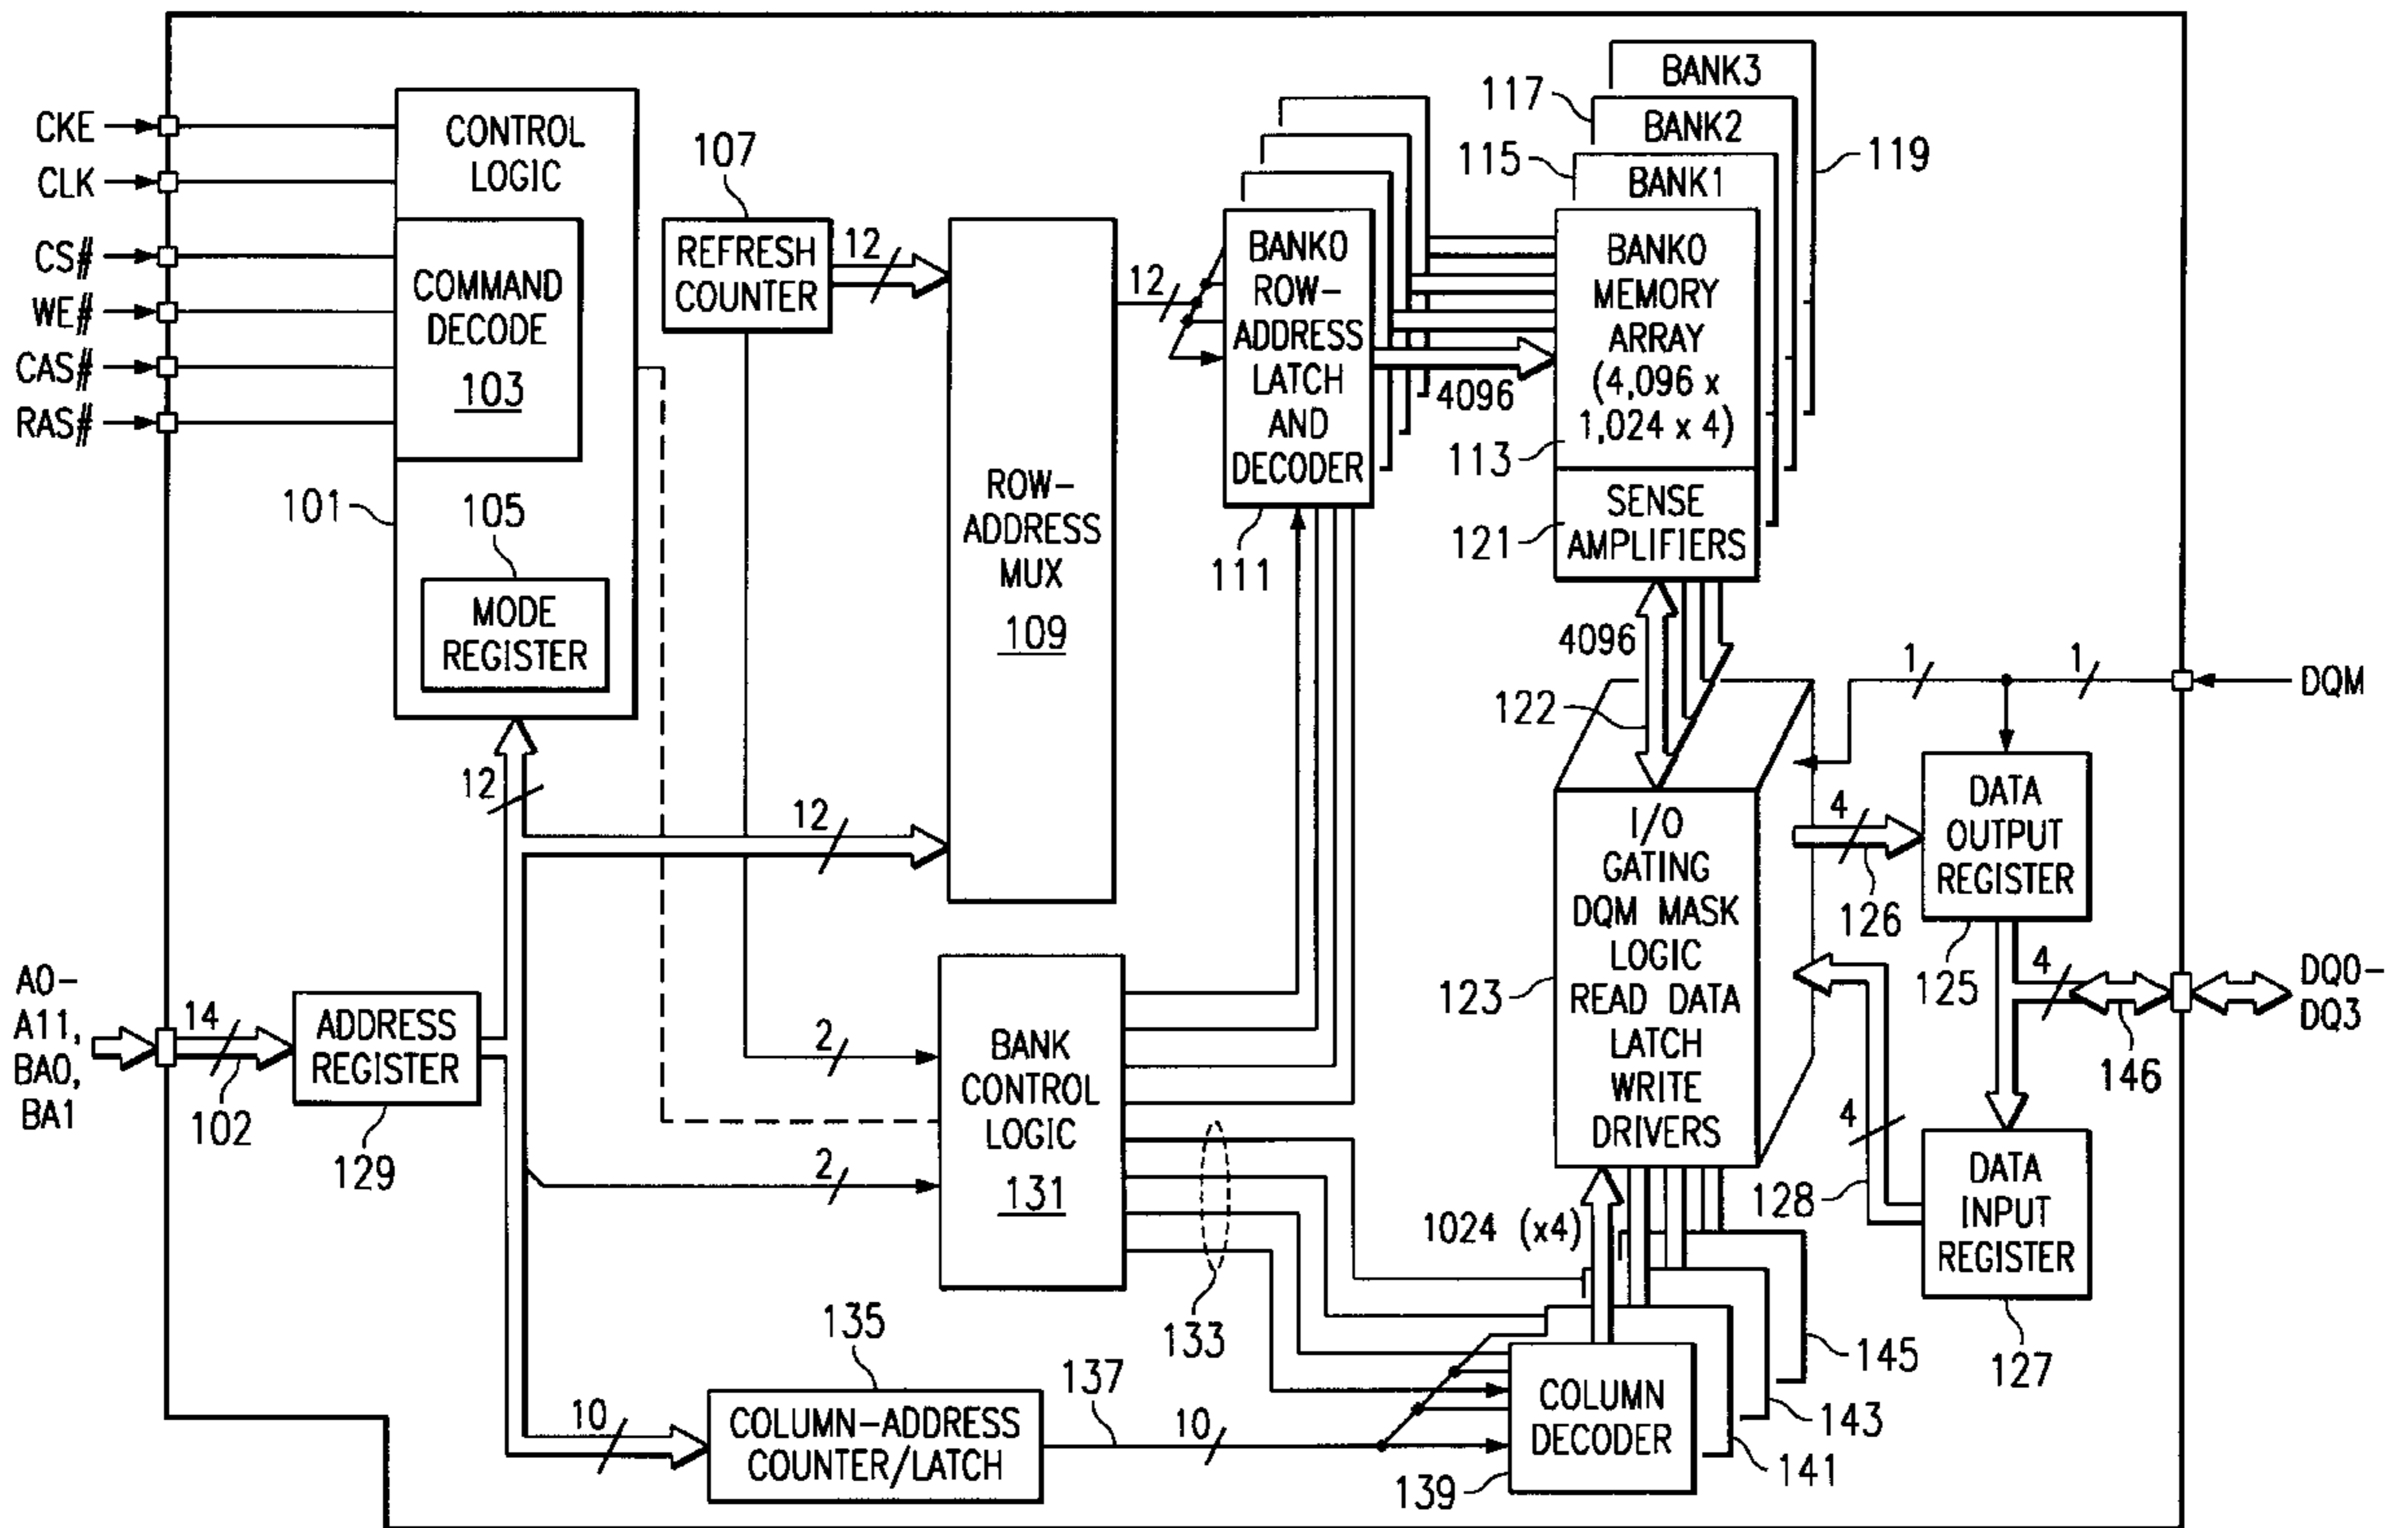 CKE
CLK
CS#
WE#
CAS#
RAS#
A0-
A11,
BA0,
BA1
14
102
ADDRESS
REGISTER
129
CONTROL
LOGIC
COMMAND
DECODE
103
101
105
MODE
REGISTER
12
12
107
REFRESH
COUNTER
12
ROW-
ADDRESS
MUX
109
12
BANK0
ROW-
ADDRESS
LATCH
AND
DECODER
111
4096
BANK3
117
BANK2
119
115
BANK1
BANK0
MEMORY
ARRAY
(4,096 x
1,024 x 4)
113
SENSE
AMPLIFIERS
121
4096
122
I/O
GATING
DQM MASK
LOGIC
READ DATA
LATCH
WRITE
DRIVERS
123
1
1
DQM
DATA
OUTPUT
REGISTER
4
126
125
4
DQ0-
DQ3
146
4
128
DATA
INPUT
REGISTER
127
2
2
BANK
CONTROL
LOGIC
131
133
1024 (x4)
10
135
COLUMN-ADDRESS
COUNTER/LATCH
137
10
COLUMN
DECODER
139
141
143
145